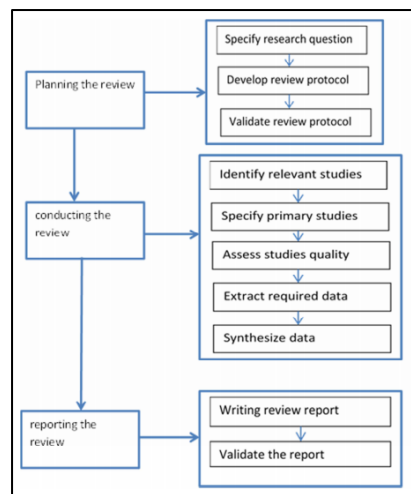 Planning the review
Specify research question
Develop review protocol
Validate review protocol
conducting the
review
Identify relevant studies
Specify primary studies
Assess studies quality
Extract required data
Synthesize data
reporting the
review
Writing review report
Validate the report